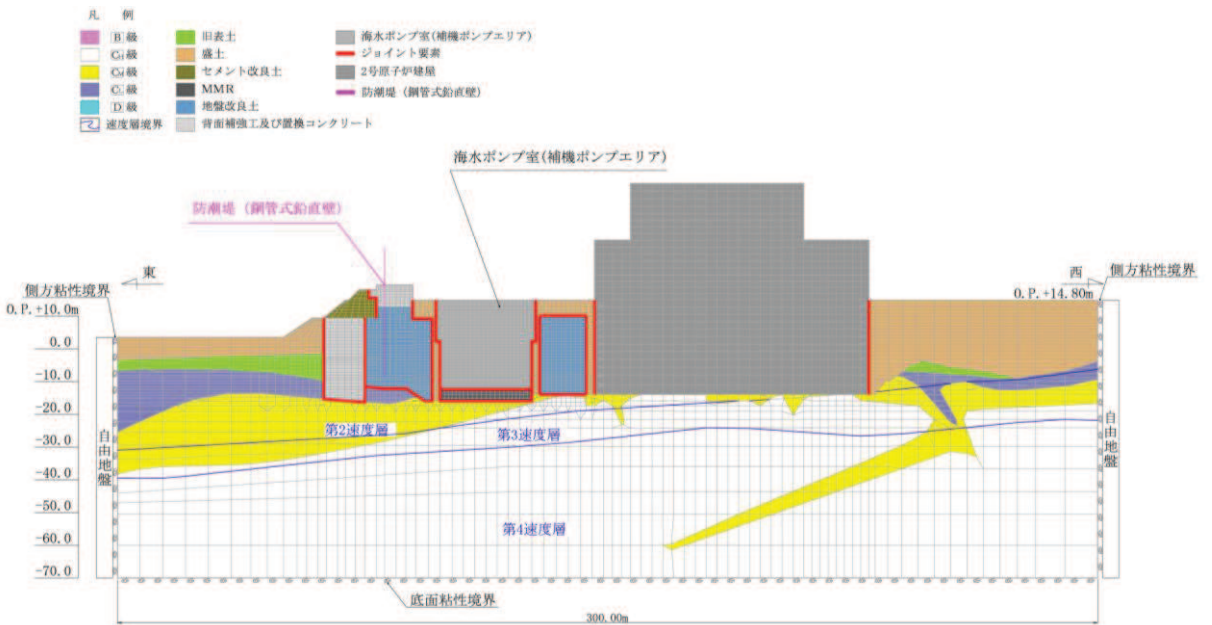 凡 例
B 級
CH級
CM級
CL級
D 級
速度層境界
旧表土
盛土
セメント改良土
MMR
地盤改良土
背面補強工及び置換コンクリート
海水ポンプ室(補機ポンプエリア)
ジョイント要素
2号原子炉建屋
防潮堤 (鋼管式鉛直壁)
海水ポンプ室(補機ポンプエリア)
防潮堤 (鋼管式鉛直壁)
東
西
側方粘性境界
側方粘性境界
O.P.+10.0m
O.P.+14.80m
0.0
-10.0
-20.0
-30.0
-40.0
-50.0
-60.0
-70.0
自由地盤
自由地盤
第2速度層
第3速度層
第4速度層
底面粘性境界
300.00m